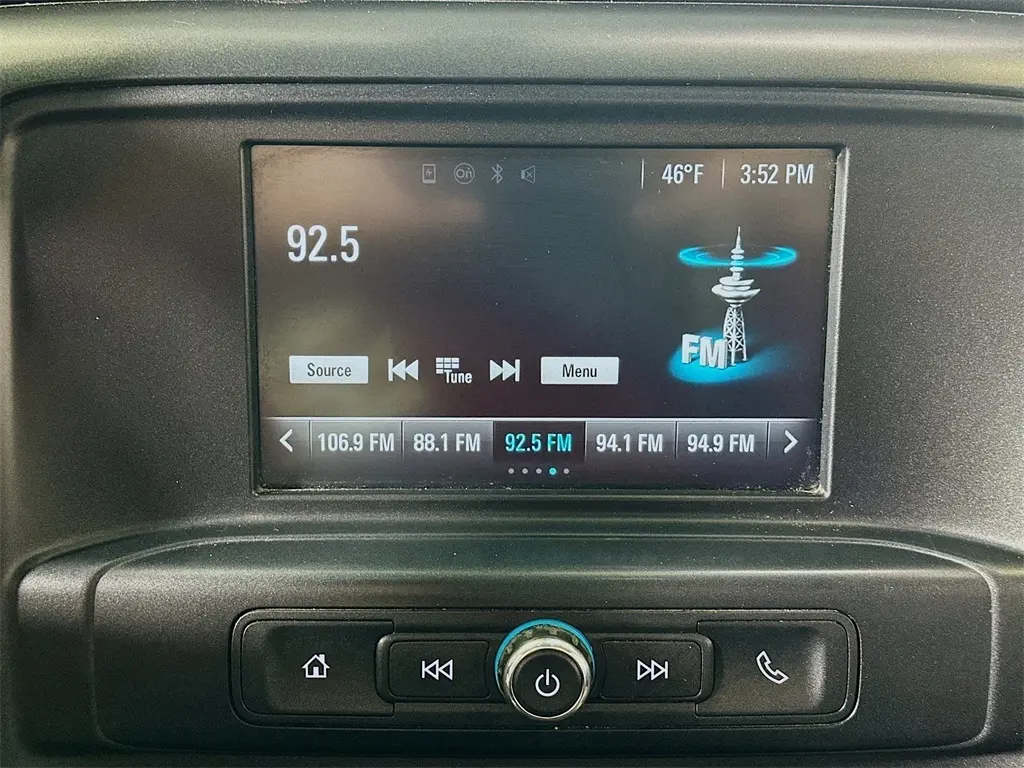 On 46°F 3:52 PM
92.5
FM
Source Tune Menu
106.9 FM 88.1 FM 92.5 FM 94.1 FM 94.9 FM